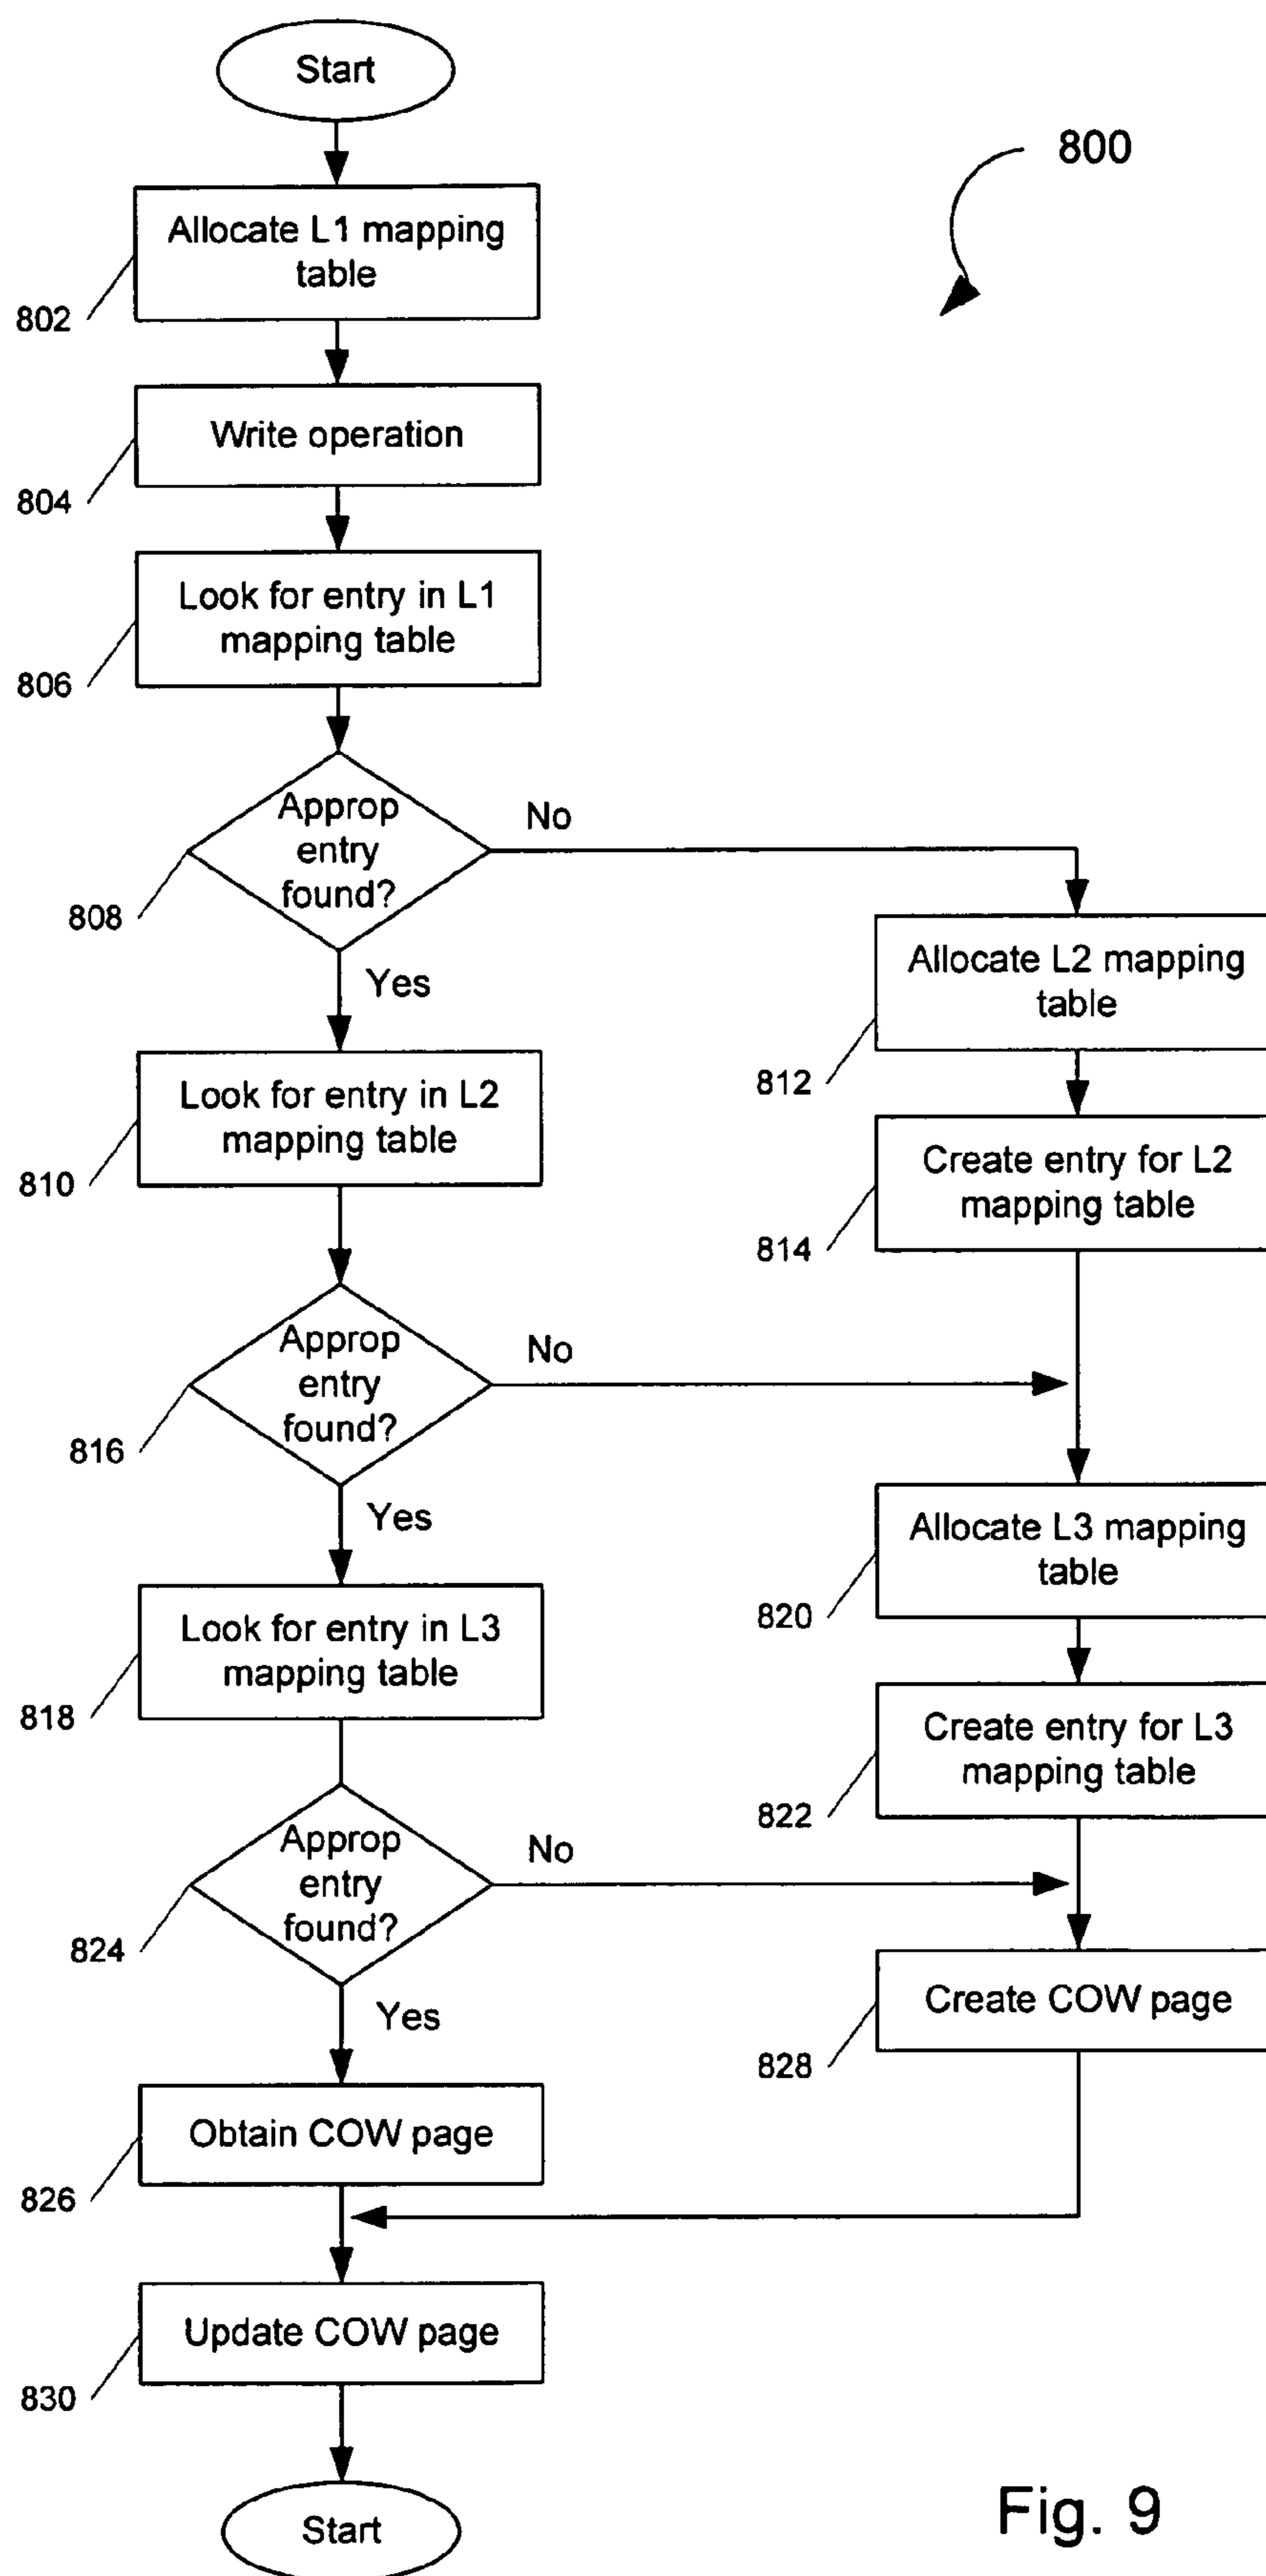 Start
800
Allocate L1 mapping
table
802
Write operation
804
Look for entry in L1
mapping table
806
Approp
entry
found?
No
808
Yes
Allocate L2 mapping
table
812
Look for entry in L2
mapping table
810
Create entry for L2
mapping table
814
Approp
entry
found?
No
816
Yes
Allocate L3 mapping
table
820
Look for entry in L3
mapping table
818
Create entry for L3
mapping table
822
Approp
entry
found?
No
824
Yes
Create COW page
828
Obtain COW page
826
Update COW page
830
Start
Fig. 9